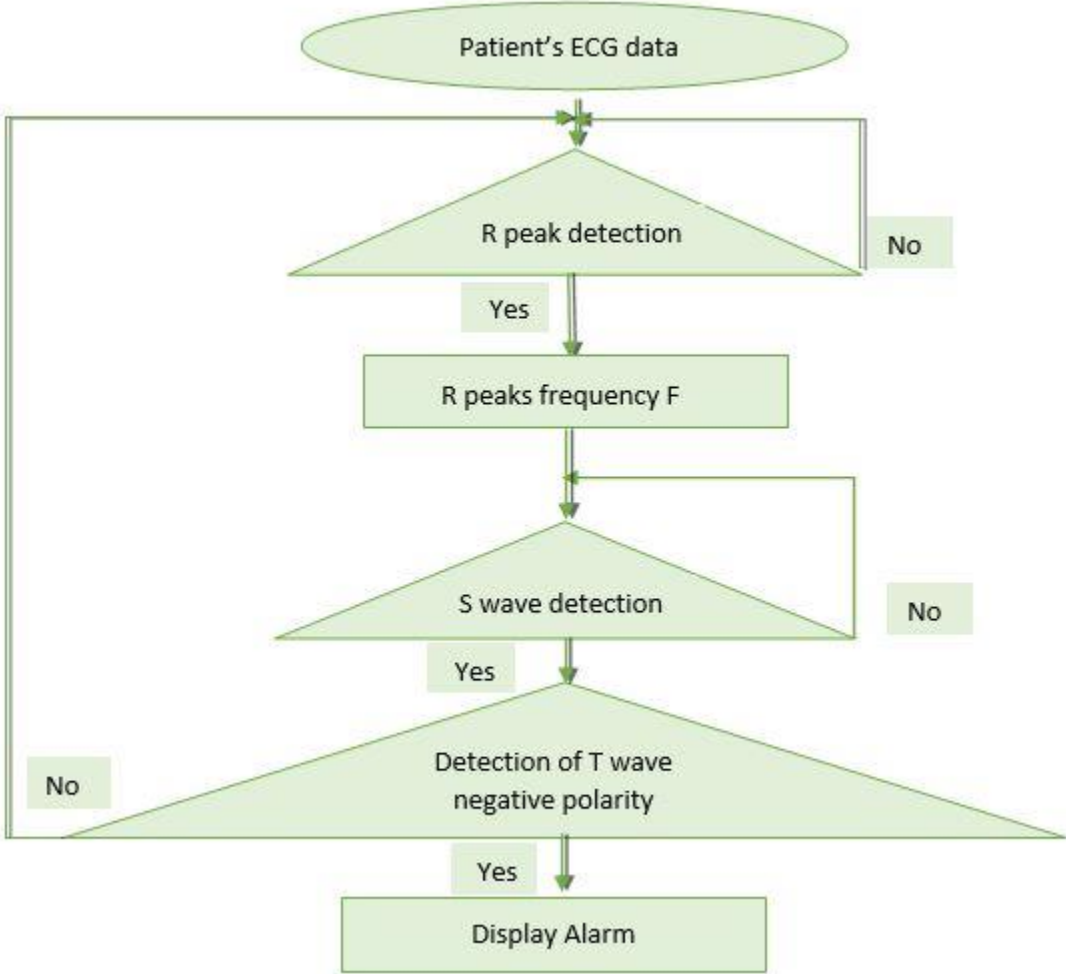 Patient’s ECG data
R peak detection
No
Yes
R peaks frequency F
S wave detection
No
Yes
Detection of T wave
negative polarity
No
Yes
Display Alarm